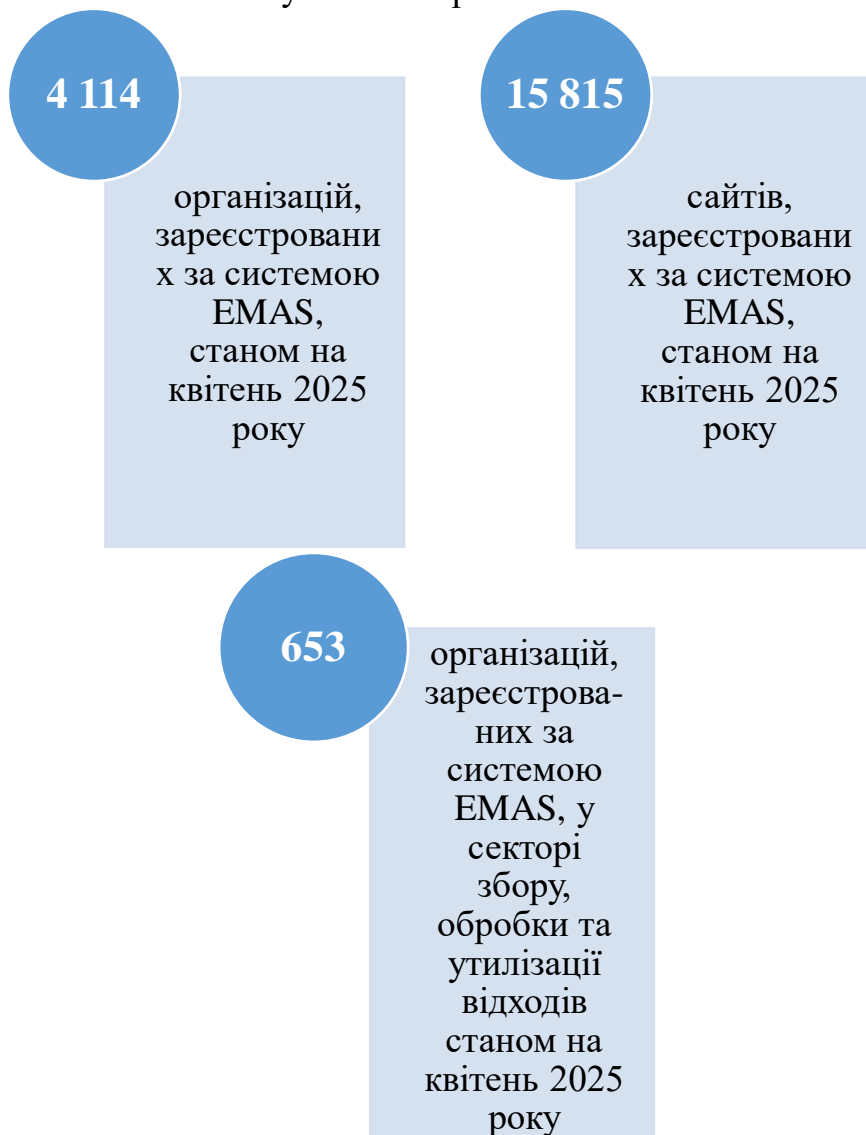 4 114
організацій,
зареєстровани
х за системою
EMAS,
станом на
квітень 2025
року
15 815
сайтів,
зареєстровани
х за системою
EMAS,
станом на
квітень 2025
року
653
організацій,
зареєстрова-
них за
системою
EMAS, у
секторі
збору,
обробки та
утилізації
відходів
станом на
квітень 2025
року